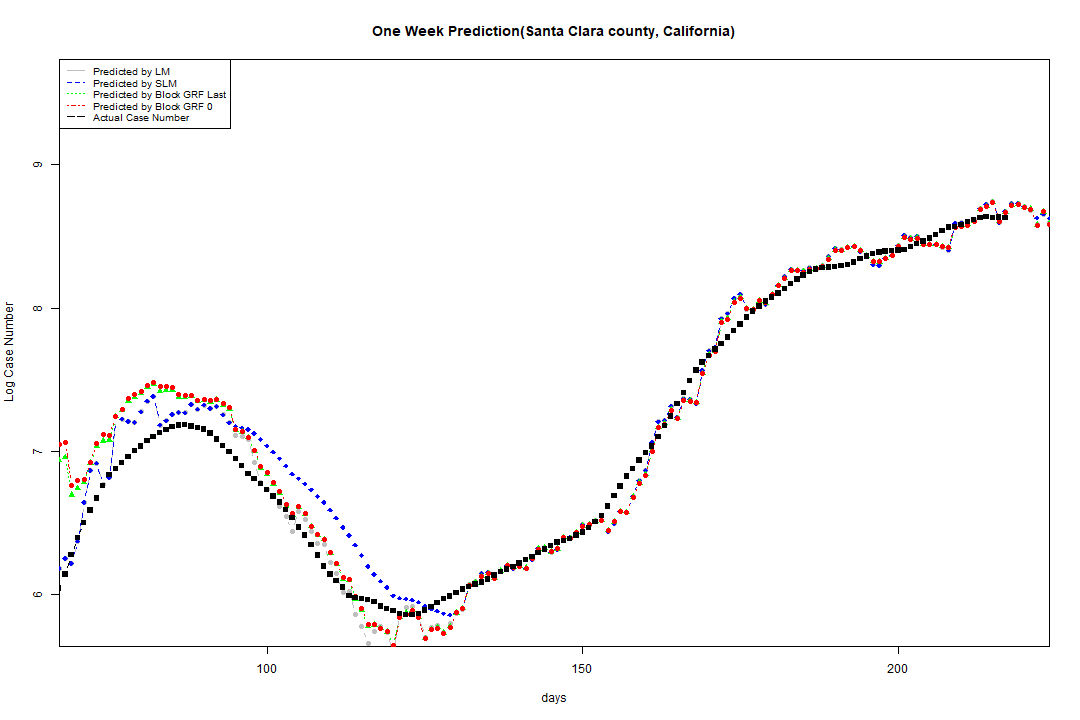 One Week Prediction(Santa Clara county, California)
Predicted by LM
Predicted by SLM
Predicted by Block GRF Last
Predicted by Block GRF 0
Actual Case Number
Log Case Number
9
8
7
6
100 150 200
days